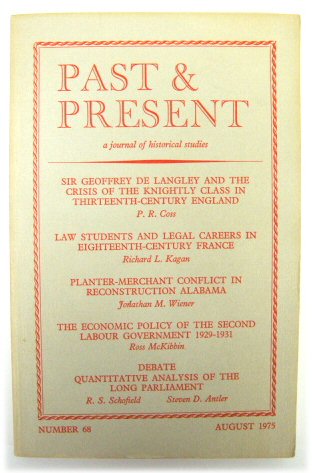 PAST &
PRESENT
a journal of historical studies
SIR GEOFFREY DE LANGLEY AND THE
CRISIS OF THE KNIGHTLY CLASS IN
THIRTEENTH-CENTURY ENGLAND
P. R. Coss
LAW STUDENTS AND LEGAL CAREERS IN
EIGHTEENTH-CENTURY FRANCE
Richard L. Kagan
PLANTER-MERCHANT CONFLICT IN
RECONSTRUCTION ALABAMA
Jonathan M. Wiener
THE ECONOMIC POLICY OF THE SECOND
LABOUR GOVERNMENT 1929-1931
Ross McKibbin
DEBATE
QUANTITATIVE ANALYSIS OF THE
LONG PARLIAMENT
R. S. Schofield Steven D. Antler
NUMBER 68 AUGUST 1975